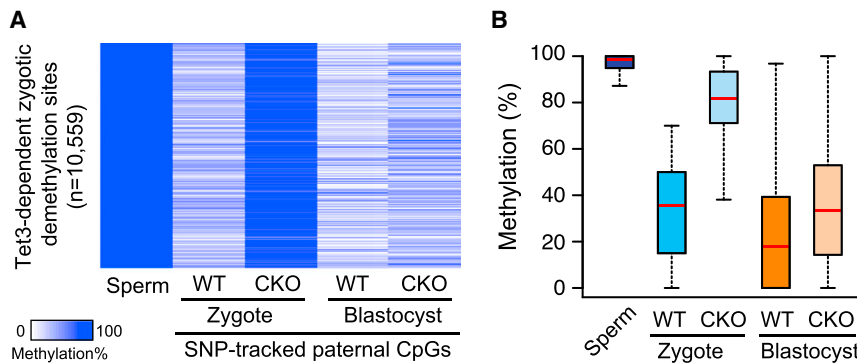 A
Tet3-dependent zygotic
demethylation sites
(n=10,559)
Sperm WT CKO WT CKO
Zygote Blastocyst
SNP-tracked paternal CpGs
0 100
Methylation%
B
Methylation (%)
100
80
60
40
20
0
Sperm WT CKO WT CKO
Zygote Blastocyst